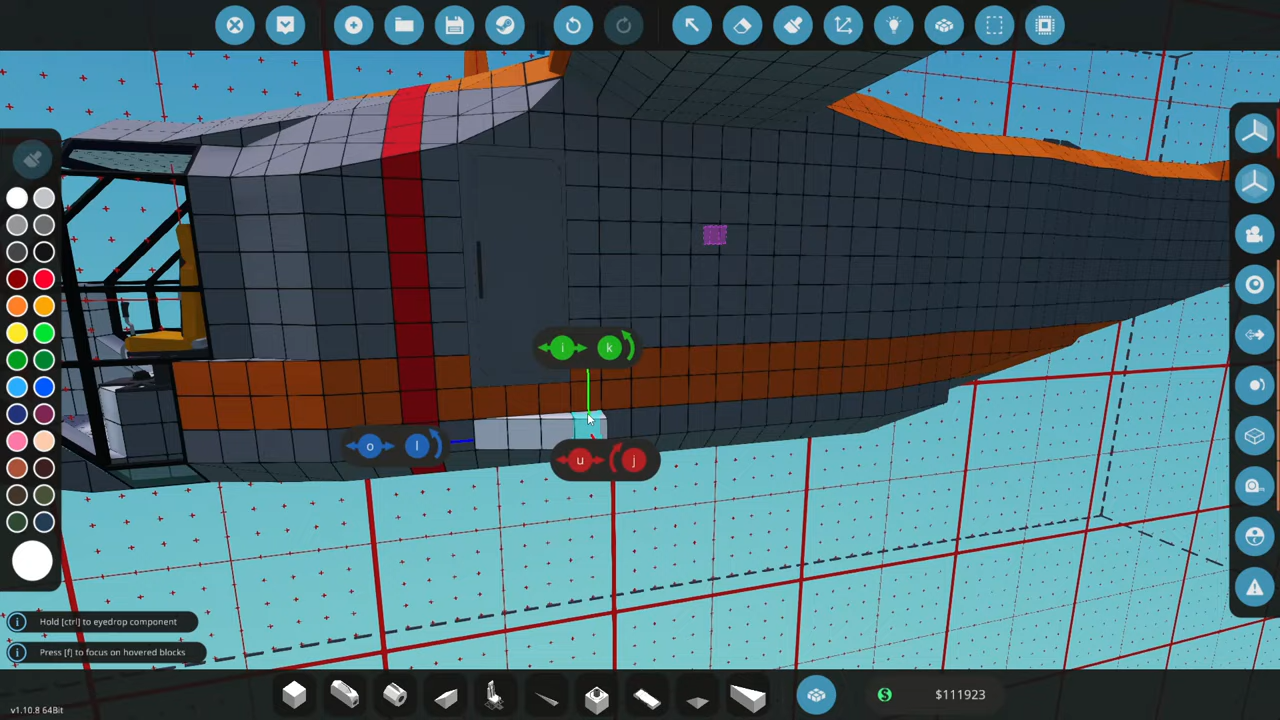 i k
o l
u j
Hold [ctrl] to eyedrop component
Press [f] to focus on hovered blocks
$ $111923
v1.10.8 64Bit